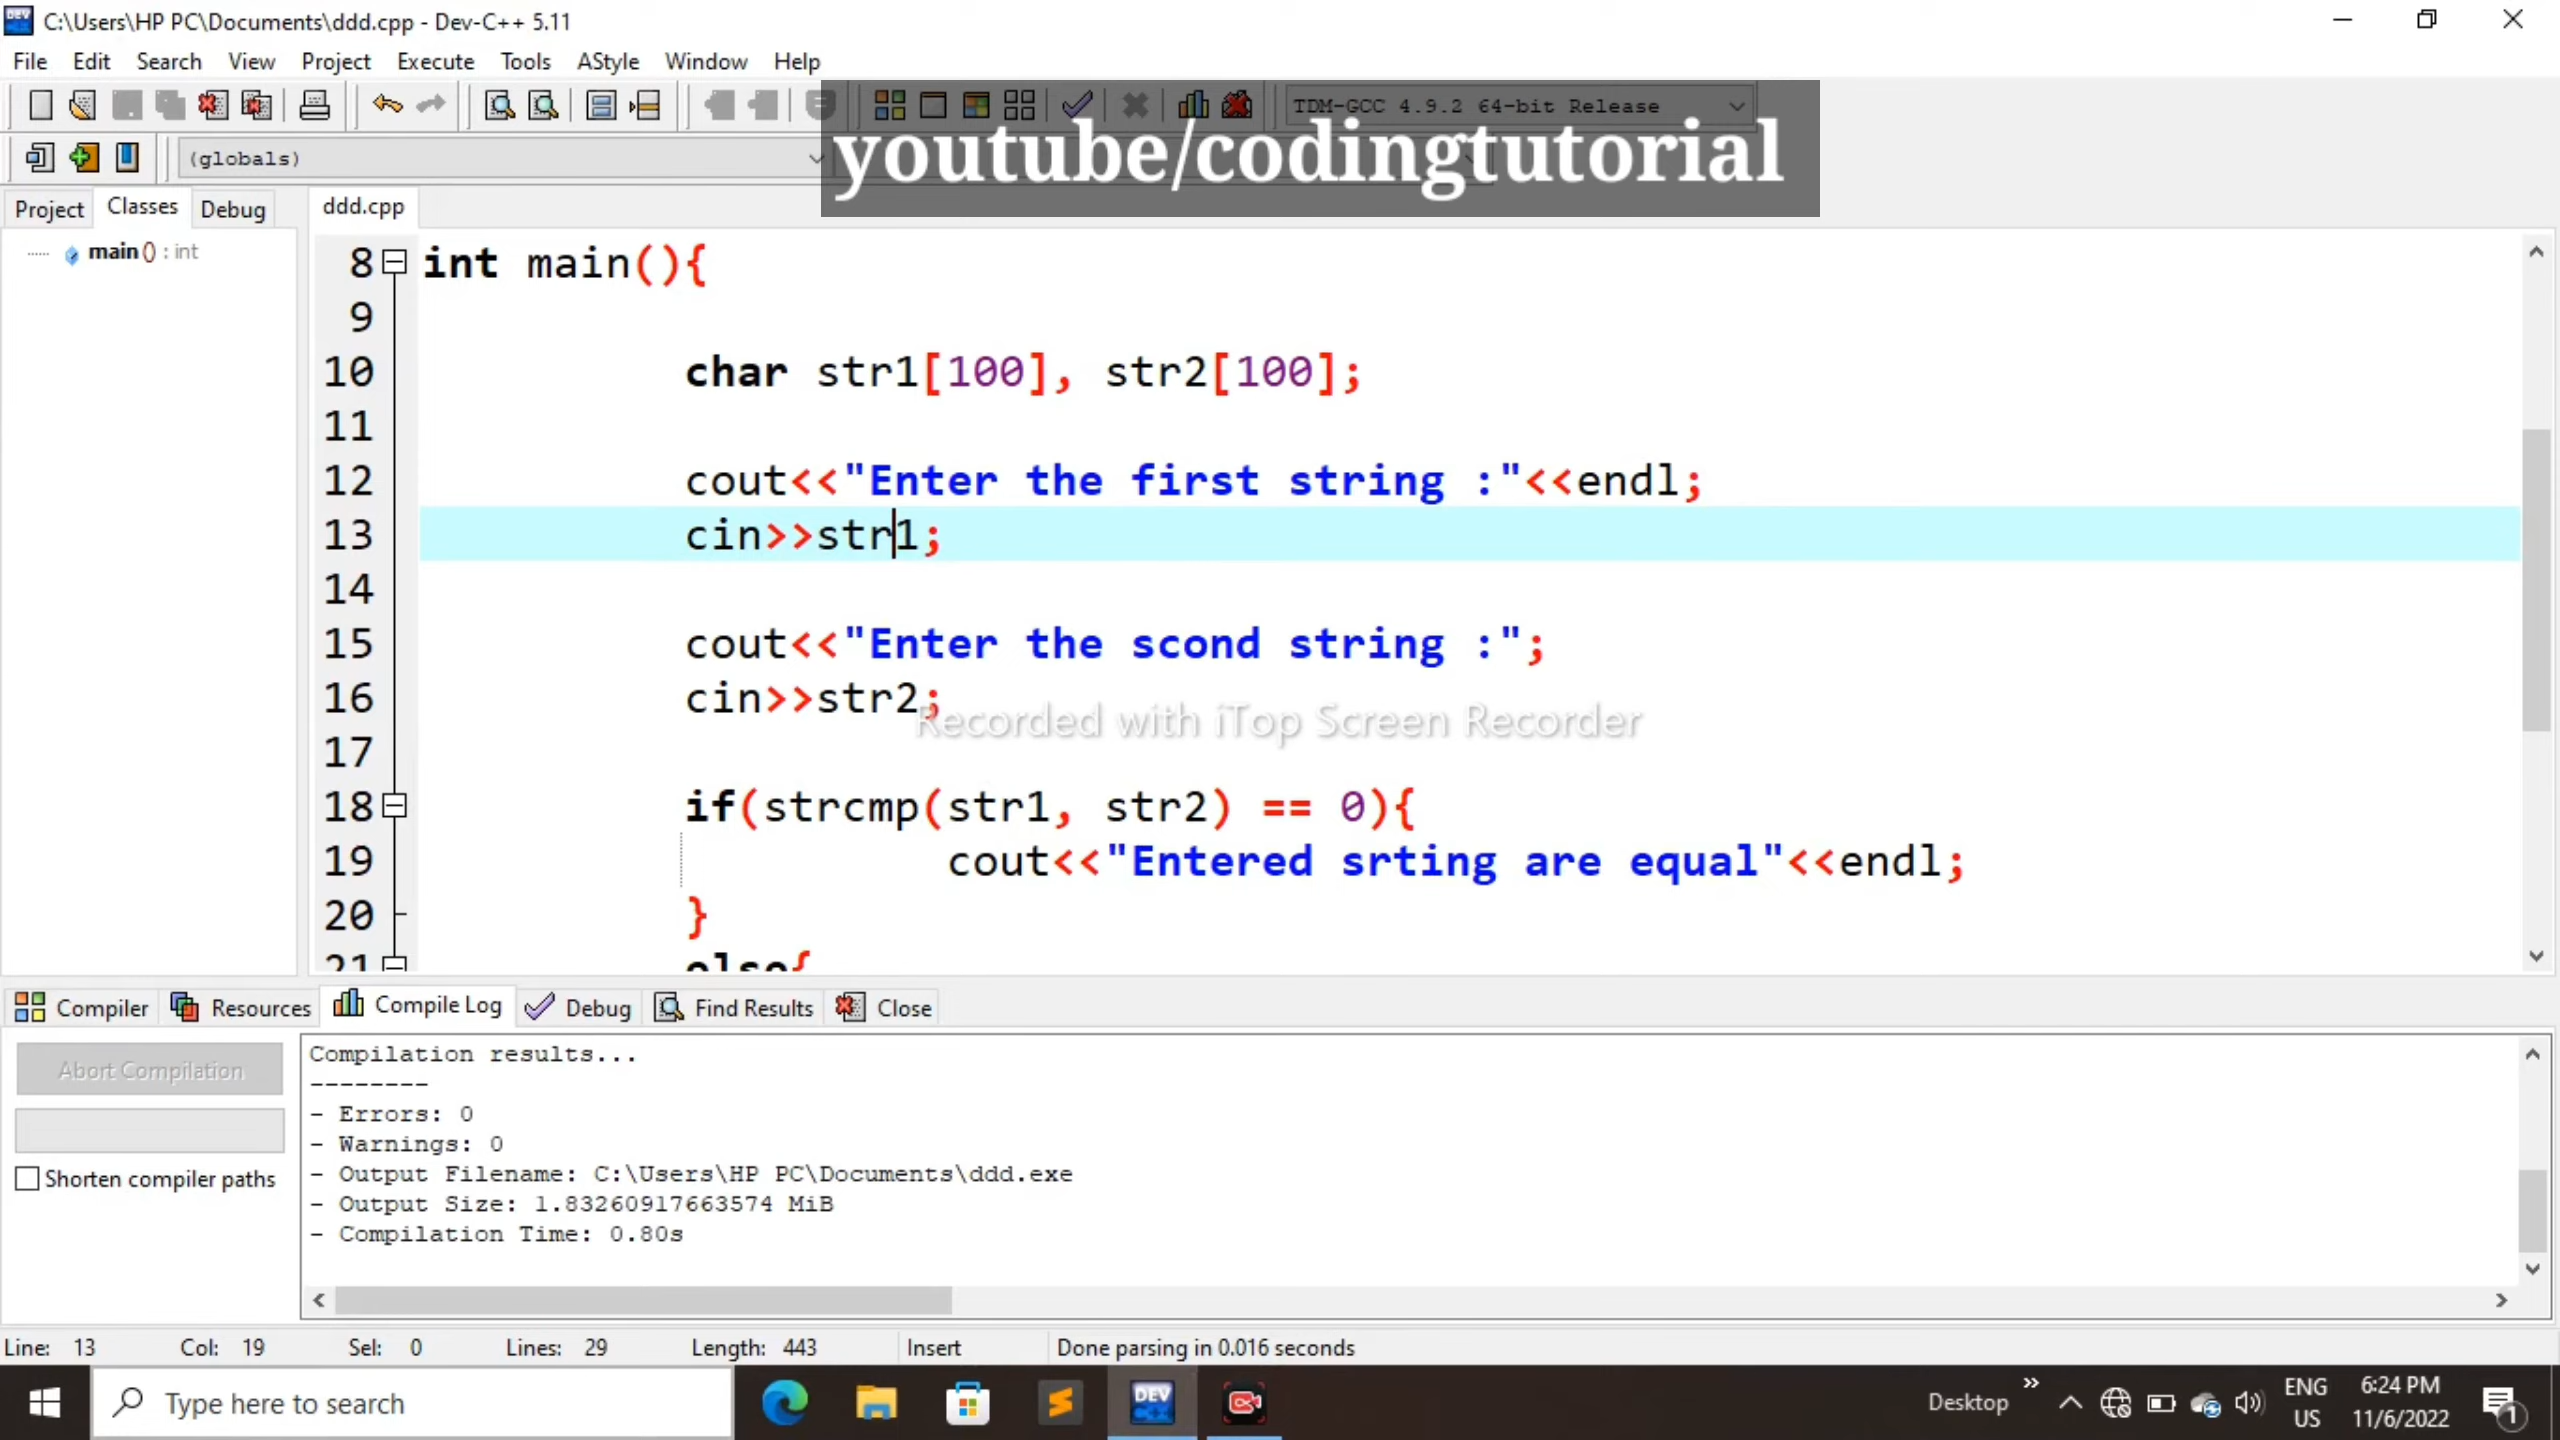 C:\Users\HP PC\Documents\ddd.cpp - Dev-C++ 5.11
File Edit Search View Project Execute Tools AStyle Window Help
TDM-GCC 4.9.2 64-bit Release
(globals)
youtube/codingtutorial
Project Classes Debug ddd.cpp
main () : int
8 int main(){
9
10 char str1[100], str2[100];
11
12 cout<<"Enter the first string :"<<endl;
13 cin>>str1;
14
15 cout<<"Enter the scond string :";
16 cin>>str2;
Recorded with iTop Screen Recorder
17
18 if(strcmp(str1, str2) == 0){
19 cout<<"Entered srting are equal"<<endl;
20 }
21 else{
Compiler Resources Compile Log Debug Find Results Close
Abort Compilation
Shorten compiler paths
Compilation results...
--------
- Errors: 0
- Warnings: 0
- Output Filename: C:\Users\HP PC\Documents\ddd.exe
- Output Size: 1.83260917663574 MiB
- Compilation Time: 0.80s
Line: 13 Col: 19 Sel: 0 Lines: 29 Length: 443 Insert Done parsing in 0.016 seconds
Type here to search
DEV C++
Desktop
ENG
US
6:24 PM
11/6/2022
1